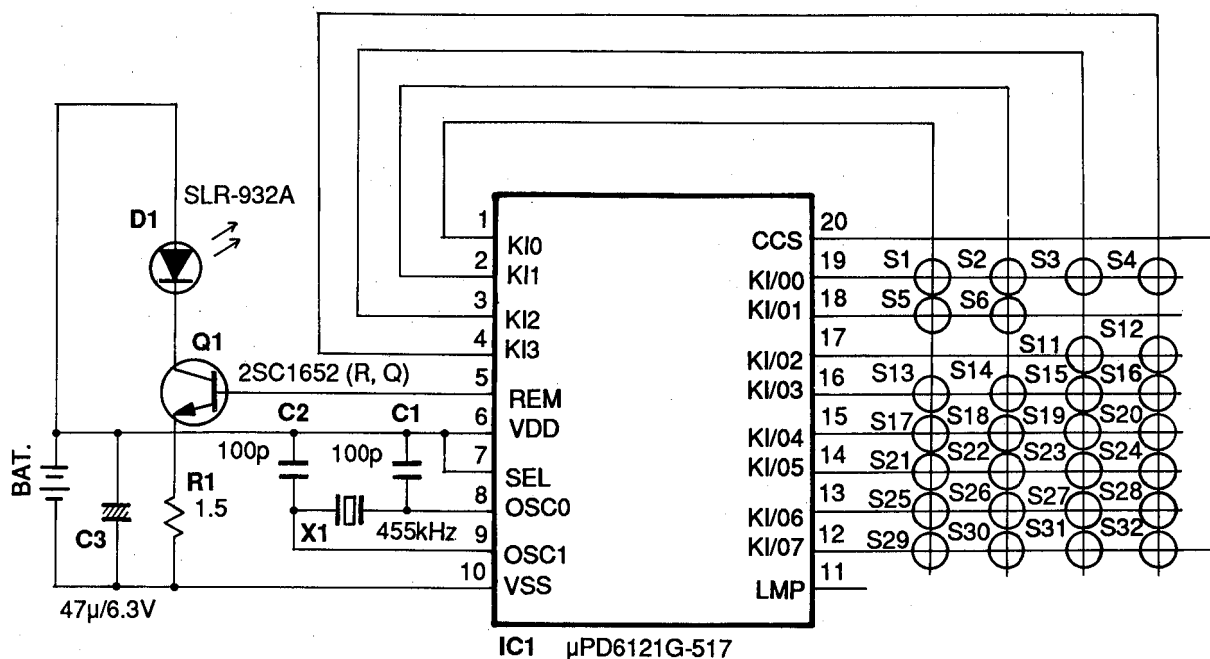 SLR-932A
D1
Q1
2SC1652 (R, Q)
C2
C1
100p
100p
BAT.
R1
1.5
C3
X1
455kHz
47µ/6.3V
1
KI0
2
KI1
3
KI2
4
KI3
5
REM
6
VDD
7
SEL
8
OSC0
9
OSC1
10
VSS
20
CCS
19
KI/00
18
KI/01
17
KI/02
16
KI/03
15
KI/04
14
KI/05
13
KI/06
12
KI/07
11
LMP
S1 S2 S3 S4
S5 S6
S11 S12
S13 S14 S15 S16
S17 S18 S19 S20
S21 S22 S23 S24
S25 S26 S27 S28
S29 S30 S31 S32
IC1 µPD6121G-517